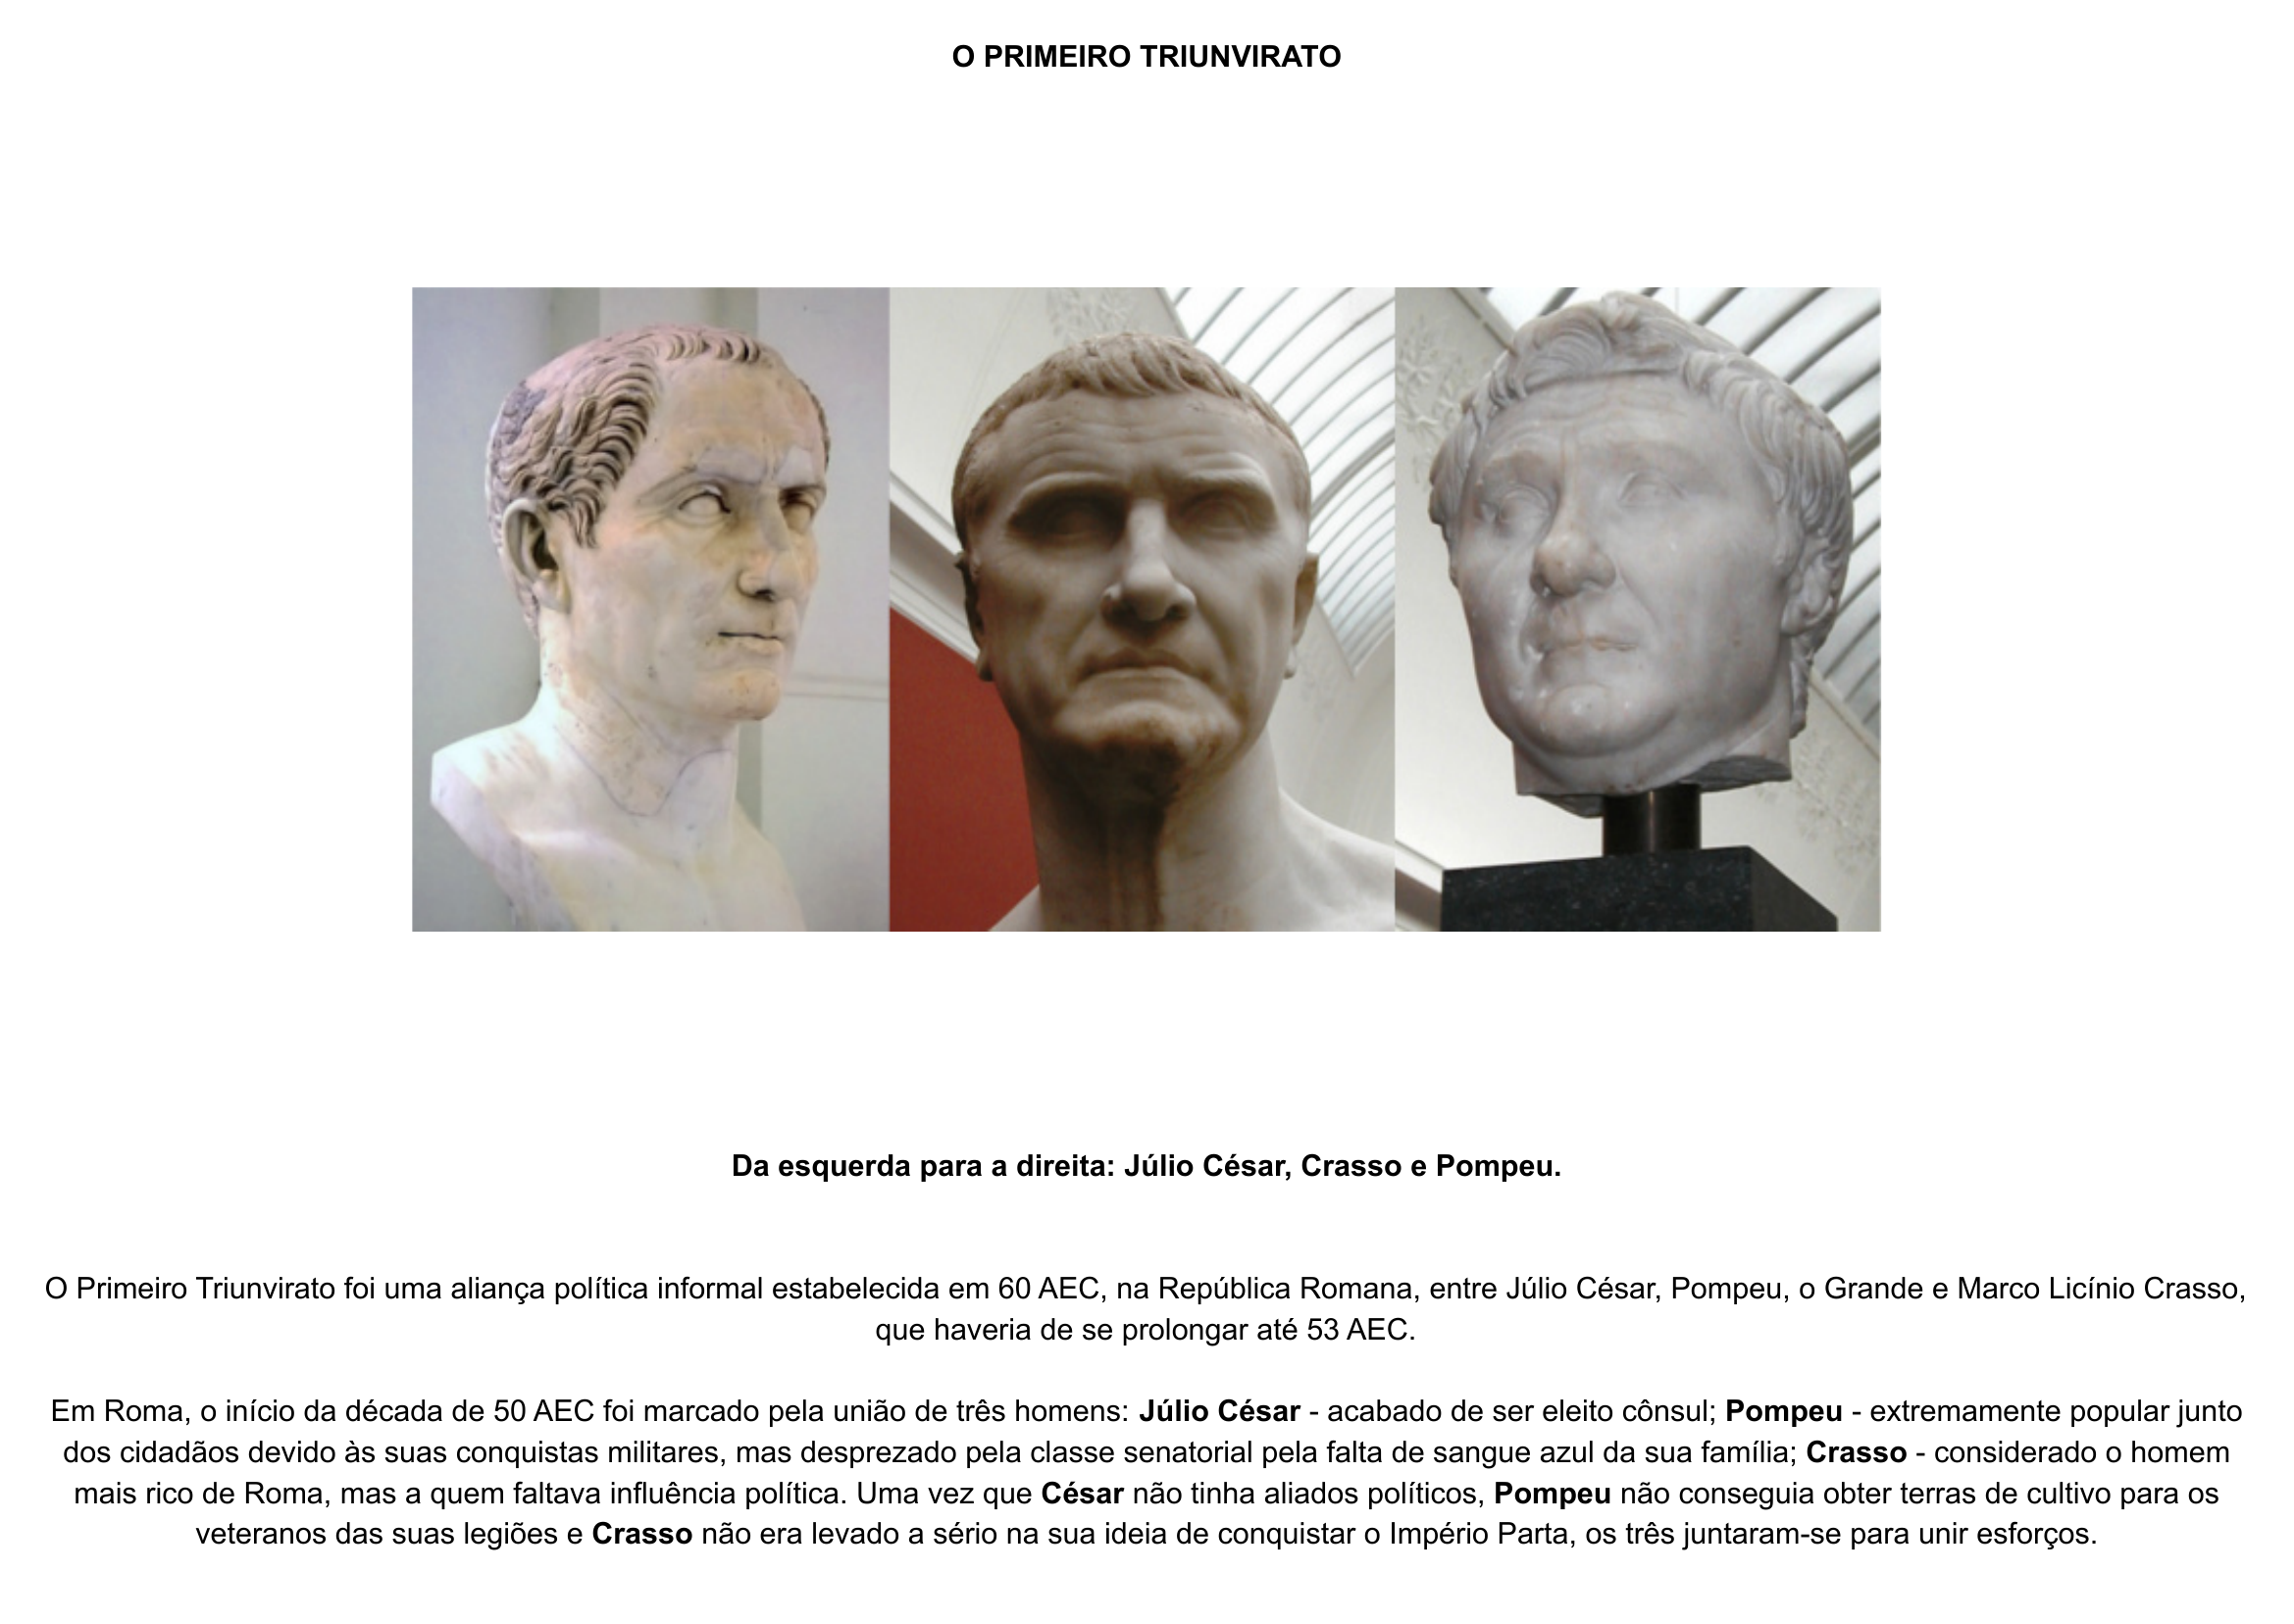 O PRIMEIRO TRIUNVIRATO
Da esquerda para a direita: Júlio César, Crasso e Pompeu.
O Primeiro Triunvirato foi uma aliança política informal estabelecida em 60 AEC, na República Romana, entre Júlio César, Pompeu, o Grande e Marco Licínio Crasso,
que haveria de se prolongar até 53 AEC.
Em Roma, o início da década de 50 AEC foi marcado pela união de três homens: Júlio César - acabado de ser eleito cônsul; Pompeu - extremamente popular junto
dos cidadãos devido às suas conquistas militares, mas desprezado pela classe senatorial pela falta de sangue azul da sua família; Crasso - considerado o homem
mais rico de Roma, mas a quem faltava influência política. Uma vez que César não tinha aliados políticos, Pompeu não conseguia obter terras de cultivo para os
veteranos das suas legiões e Crasso não era levado a sério na sua ideia de conquistar o Império Parta, os três juntaram-se para unir esforços.